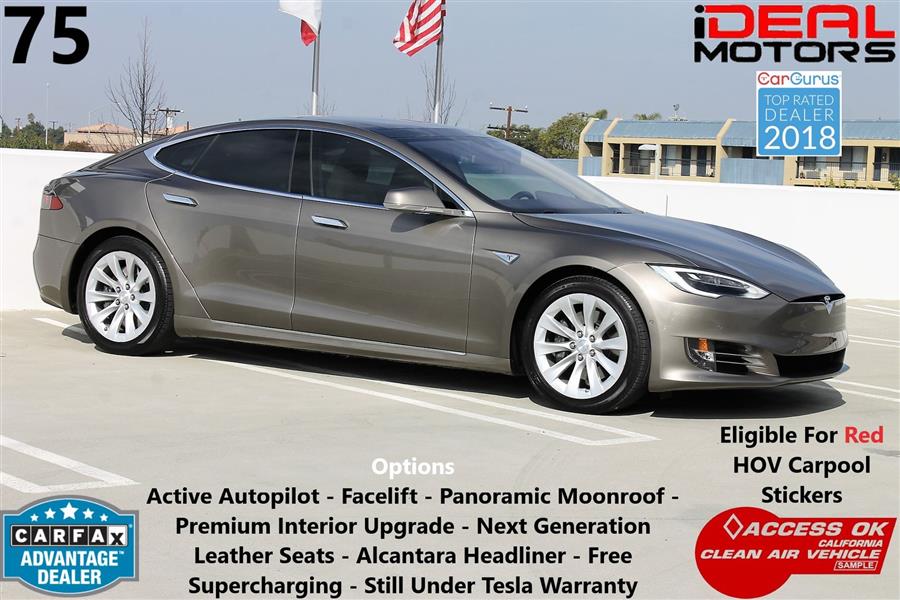 75
iDEAL
MOTORS
CarGurus
TOP RATED
DEALER
2018
Eligible For Red
HOV Carpool
Stickers
Options
Active Autopilot - Facelift - Panoramic Moonroof -
Premium Interior Upgrade - Next Generation
Leather Seats - Alcantara Headliner - Free
Supercharging - Still Under Tesla Warranty
CARFAX
ADVANTAGE
DEALER
ACCESS OK
CALIFORNIA
CLEAN AIR VEHICLE
SAMPLE